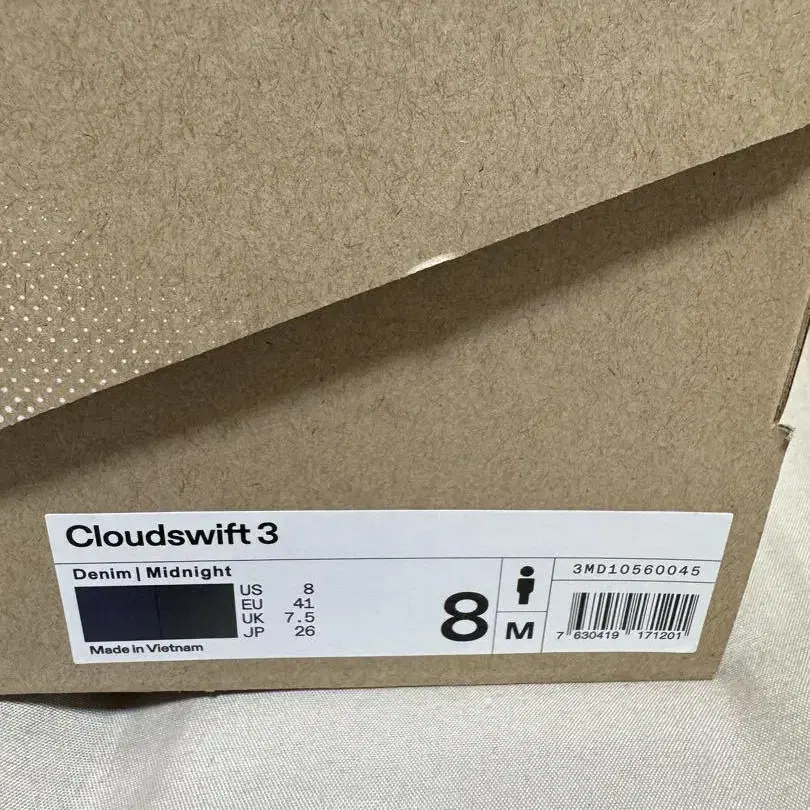 Cloudswift 3
Denim | Midnight
US 8
EU 41
UK 7.5
JP 26
Made in Vietnam
8
M
3MD10560045
7 630419 171201